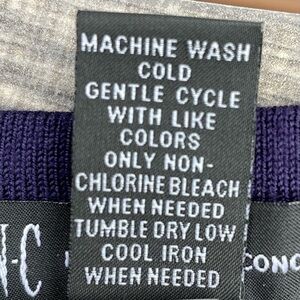 MACHINE WASH
COLD
GENTLE CYCLE
WITH LIKE
COLORS
ONLY NON-
CHLORINE BLEACH
WHEN NEEDED
TUMBLE DRY LOW
COOL IRON
WHEN NEEDED